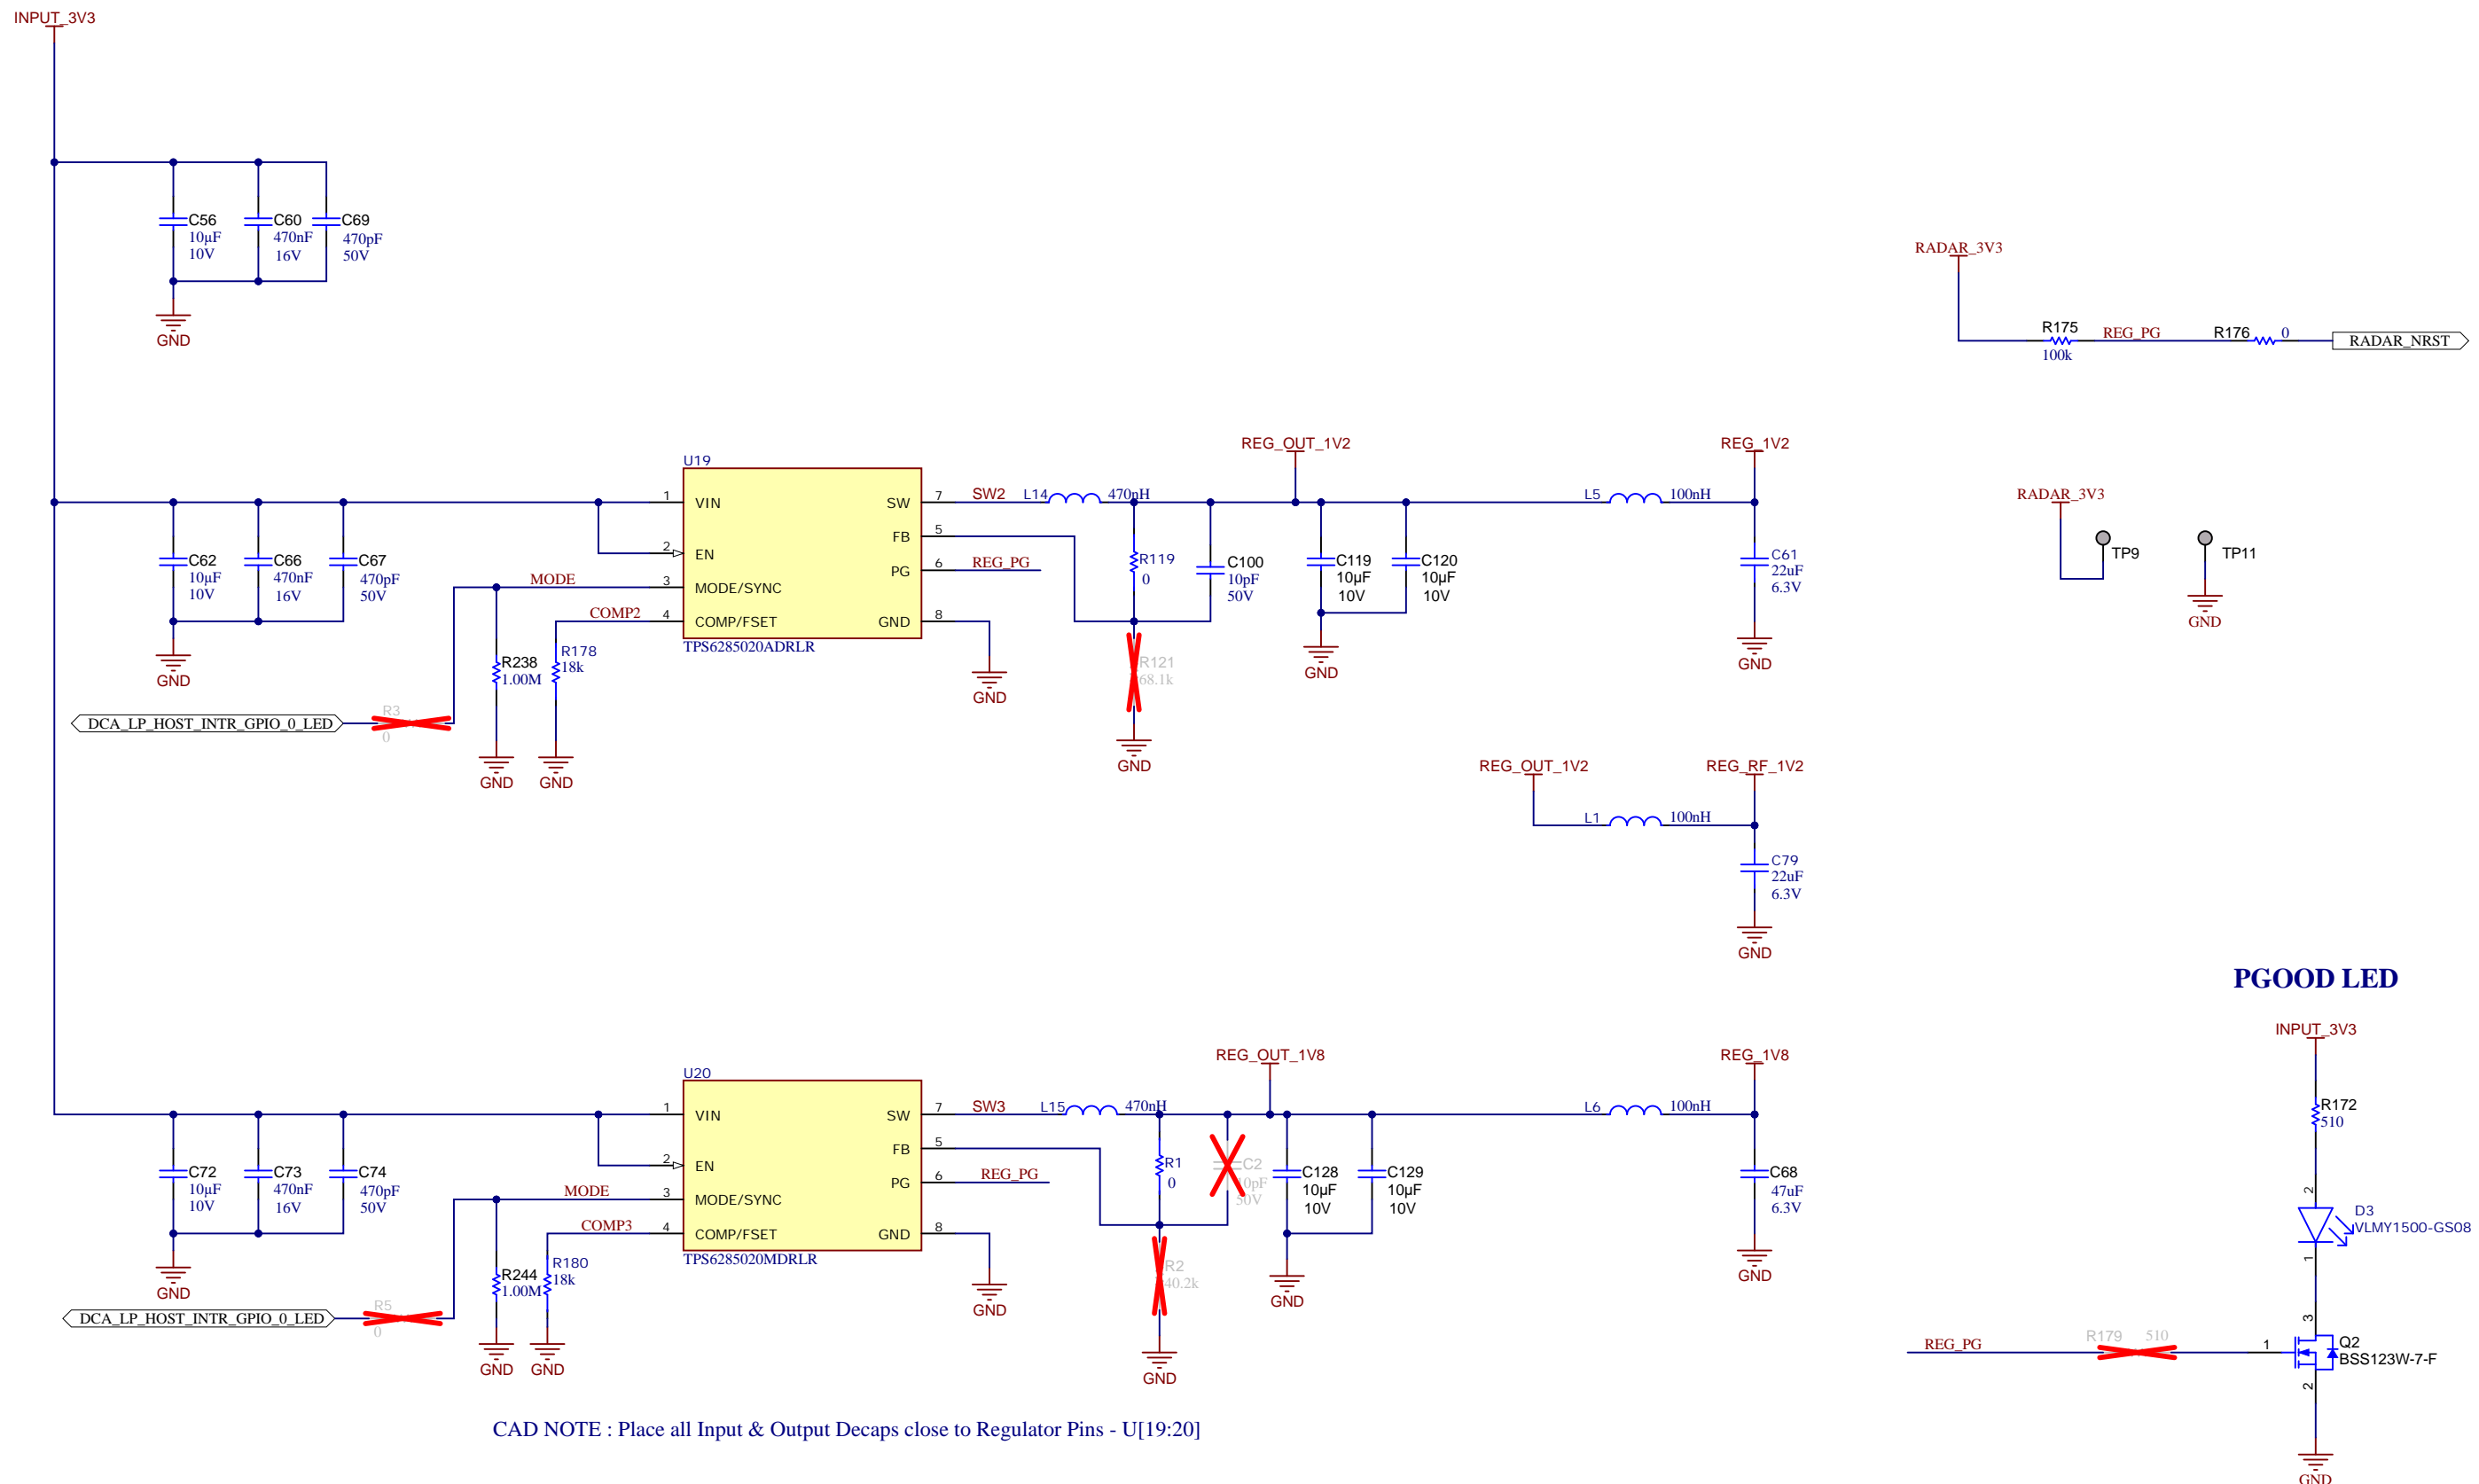 INPUT_3V3
C56
10µF
10V
C60
470nF
16V
C69
470pF
50V
GND
RADAR_3V3
R175
100k
REG_PG
R176
0
RADAR_NRST
C62
10µF
10V
C66
470nF
16V
C67
470pF
50V
GND
DCA_LP_HOST_INTR_GPIO_0_LED
R3
0
MODE
COMP2
R238
1.00M
R178
18k
GND
GND
U19
1
VIN
2
EN
3
MODE/SYNC
4
COMP/FSET
SW
7
FB
5
PG
6
GND
8
TPS6285020ADRLR
SW2
L14
470nH
REG_PG
GND
R119
0
C100
10pF
50V
R121
68.1k
GND
REG_OUT_1V2
C119
10µF
10V
C120
10µF
10V
GND
L5
100nH
REG_1V2
C61
22uF
6.3V
GND
RADAR_3V3
TP9
TP11
GND
REG_OUT_1V2
L1
100nH
REG_RF_1V2
C79
22uF
6.3V
GND
C72
10µF
10V
C73
470nF
16V
C74
470pF
50V
GND
DCA_LP_HOST_INTR_GPIO_0_LED
R5
0
MODE
COMP3
R244
1.00M
R180
18k
GND
GND
U20
1
VIN
2
EN
3
MODE/SYNC
4
COMP/FSET
SW
7
FB
5
PG
6
GND
8
TPS6285020MDRLR
SW3
L15
470nH
REG_PG
GND
R1
0
C2
10pF
50V
R2
40.2k
GND
REG_OUT_1V8
C128
10µF
10V
C129
10µF
10V
GND
L6
100nH
REG_1V8
C68
47uF
6.3V
GND
PGOOD LED
INPUT_3V3
R172
510
2
D3
VLMY1500-GS08
1
3
REG_PG
R179
510
1
Q2
BSS123W-7-F
2
GND
CAD NOTE : Place all Input & Output Decaps close to Regulator Pins - U[19:20]